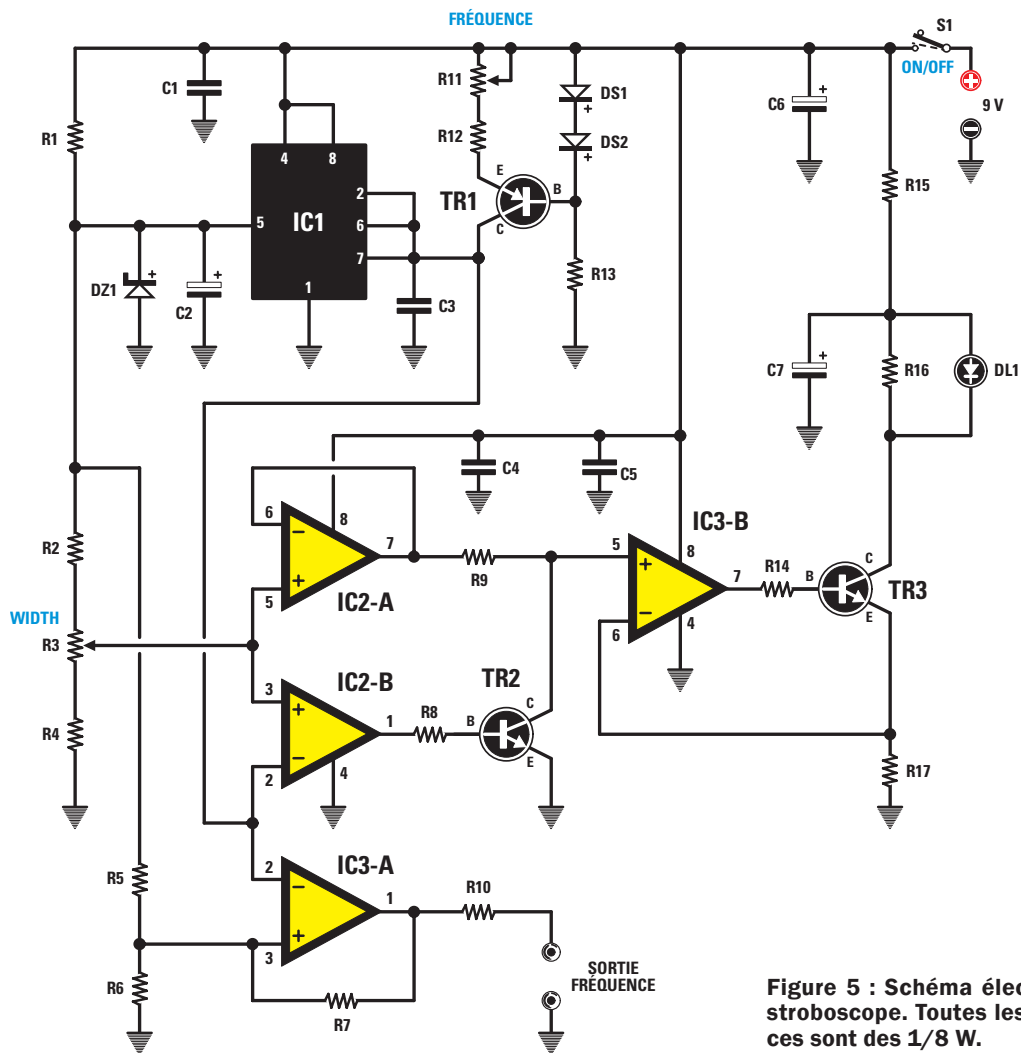 FRÉQUENCE
S1
ON/OFF
+
9 V
−
R1
C1
4
8
IC1
2
6
7
5
1
R11
R12
DS1
+
DS2
+
E
B
C
TR1
R13
C6
+
R15
DZ1
+
C2
+
C3
C7
+
R16
DL1
C4
C5
R2
WIDTH
R3
R4
6
−
8
7
+
5
IC2-A
R9
IC3-B
5
+
8
7
−
6
4
R14
B
C
E
TR3
R17
IC2-B
3
+
1
−
2
4
R8
TR2
B
C
E
IC3-A
2
−
1
+
3
R10
R5
R6
R7
SORTIE
FRÉQUENCE
Figure 5 : Schéma élec
stroboscope. Toutes les
ces sont des 1/8 W.